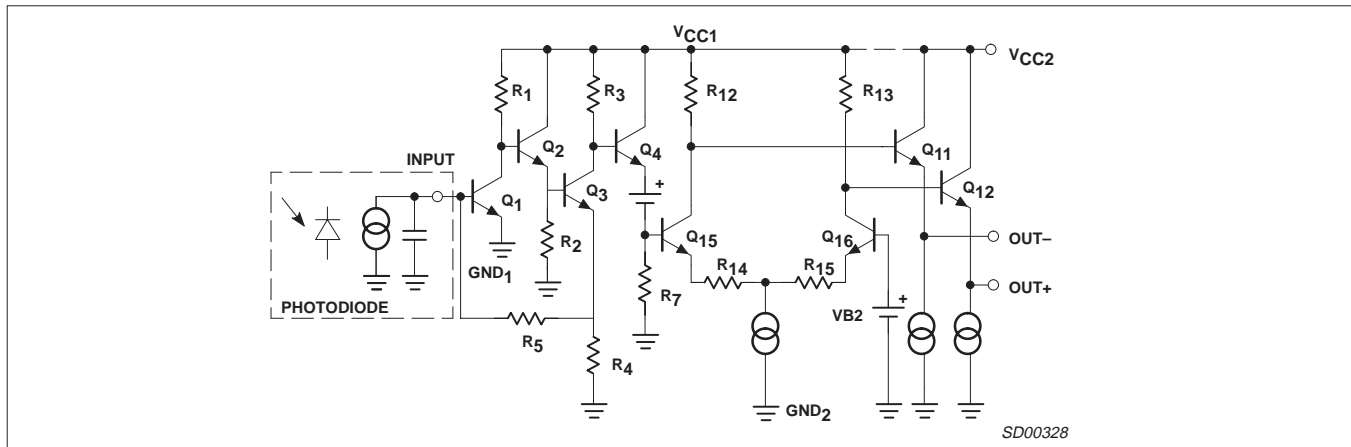 VCC1
VCC2
R1
R3
R12
R13
INPUT
Q2
Q4
Q11
Q1
Q3
Q12
+
Q15
Q16
OUT–
R2
GND1
R14
R15
+
OUT+
PHOTODIODE
R7
VB2
R5
R4
GND2
SD00328